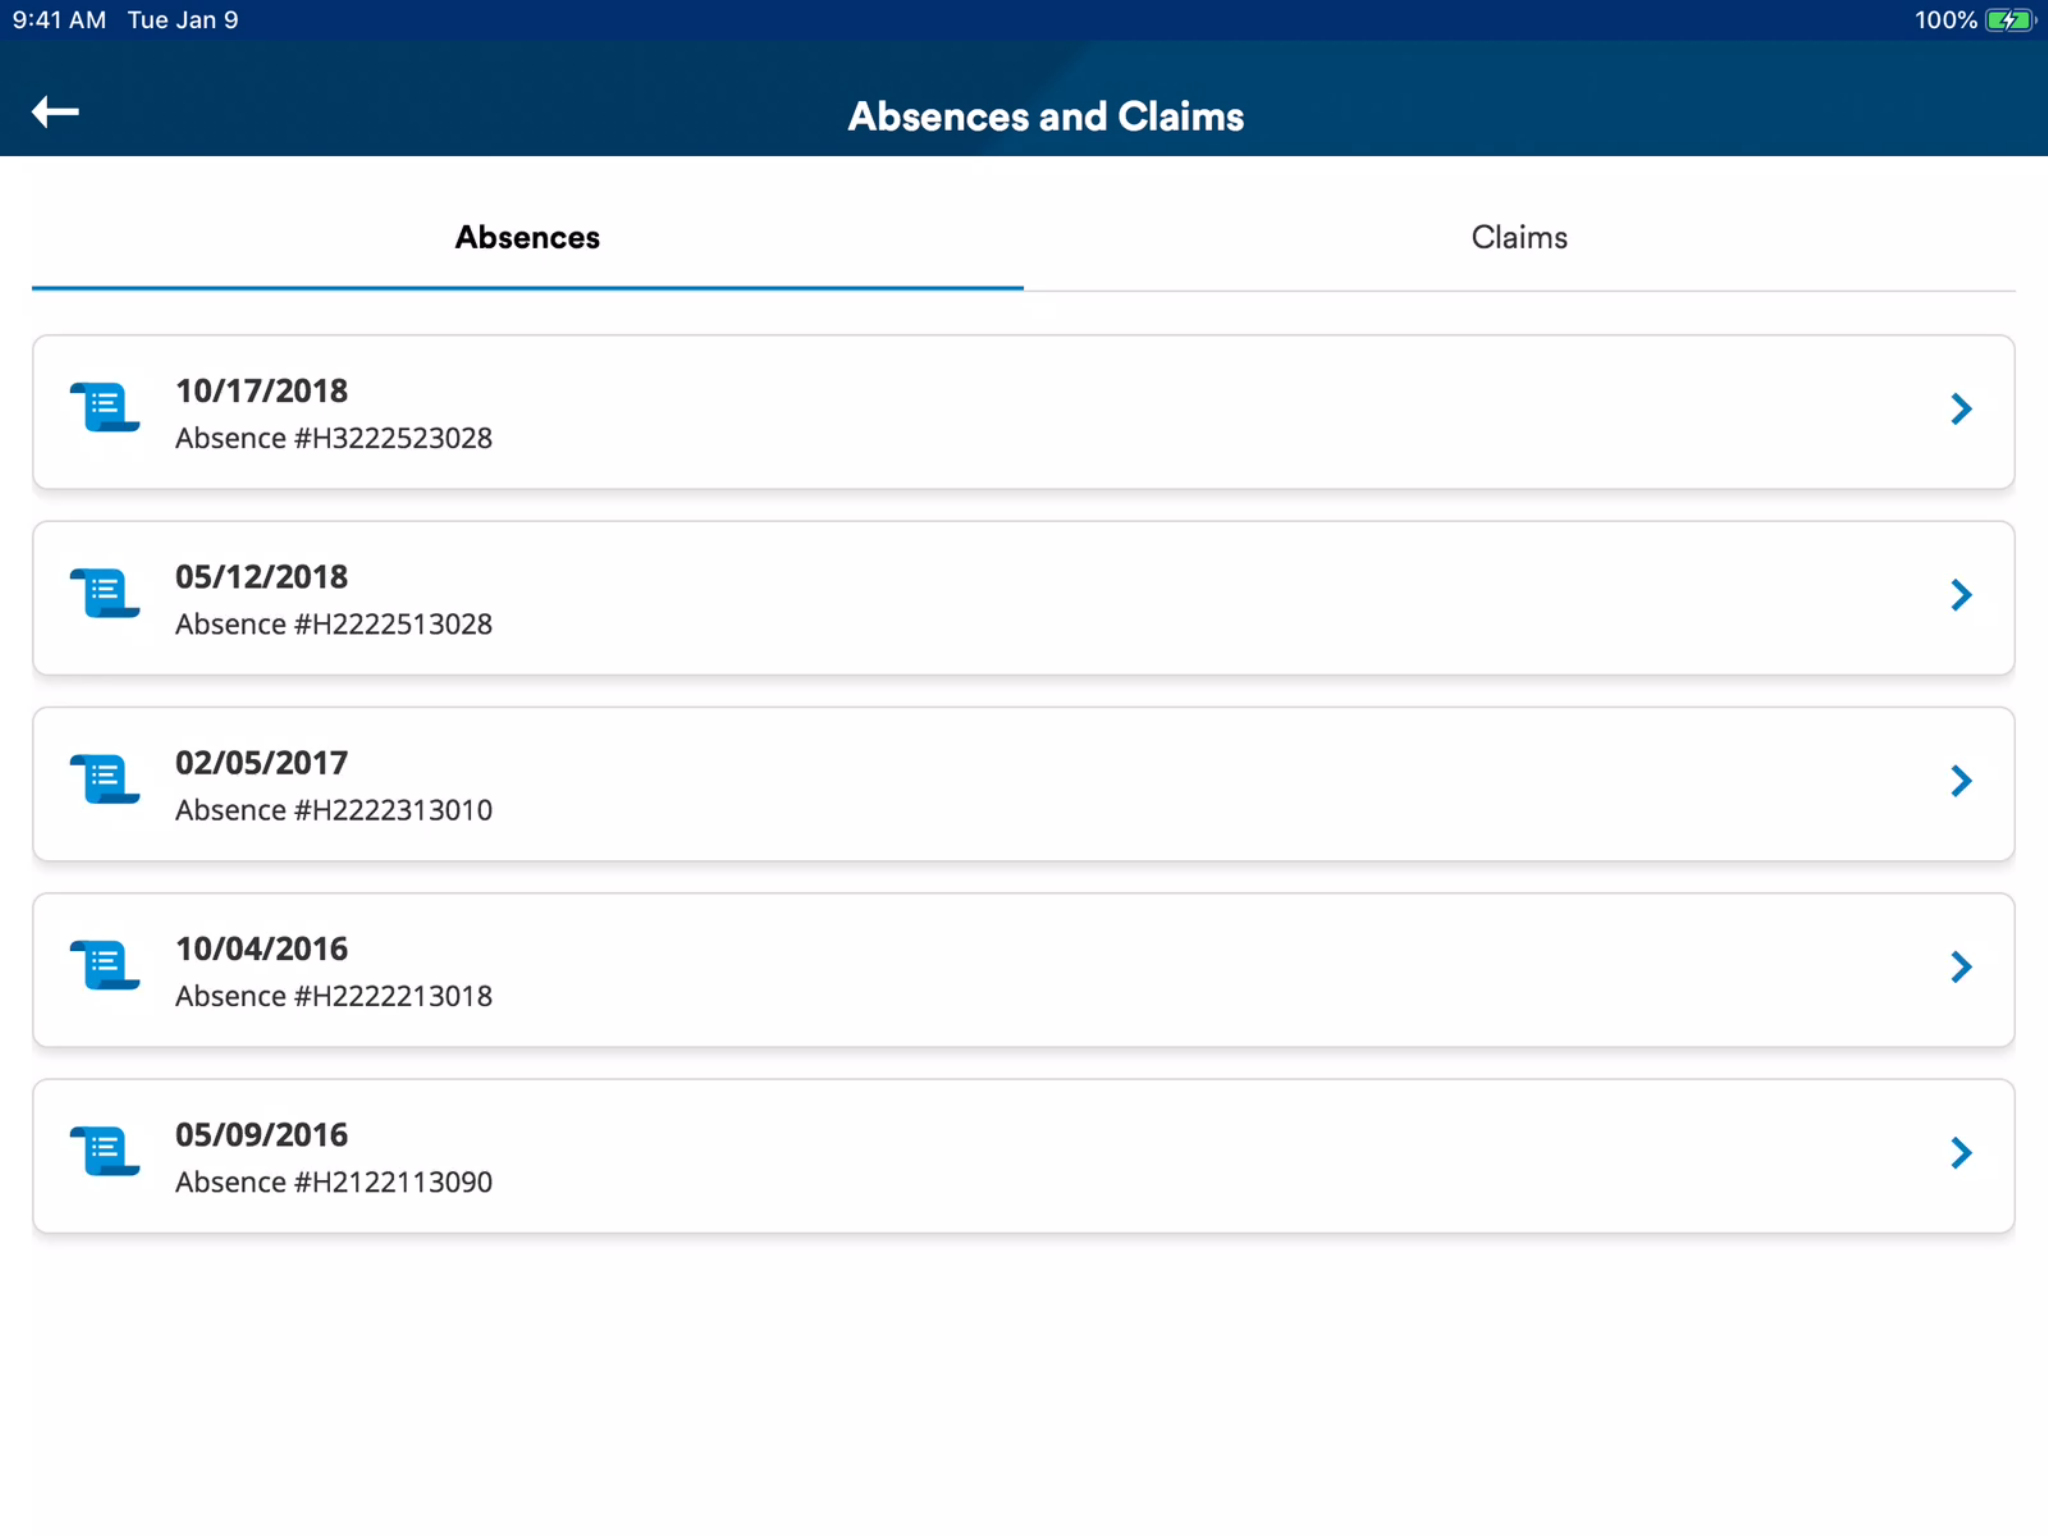 9:41 AM Tue Jan 9 100%
Absences and Claims
Absences Claims
10/17/2018
Absence #H3222523028
05/12/2018
Absence #H2222513028
02/05/2017
Absence #H2222313010
10/04/2016
Absence #H2222213018
05/09/2016
Absence #H2122113090